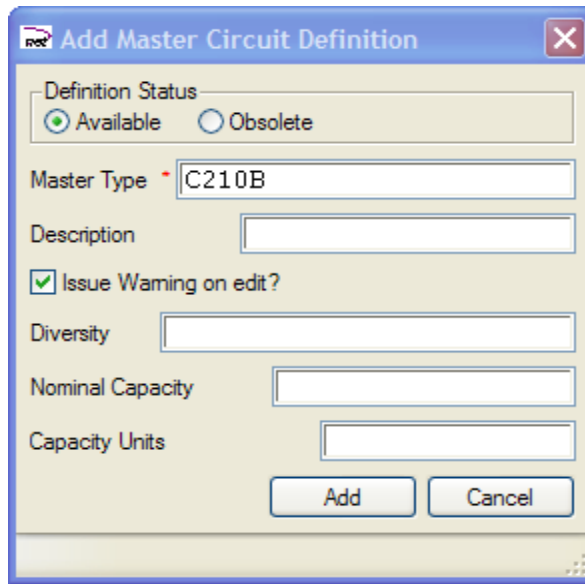 Add Master Circuit Definition
Definition Status
Available Obsolete
Master Type * C210B
Description
Issue Warning on edit?
Diversity
Nominal Capacity
Capacity Units
Add Cancel